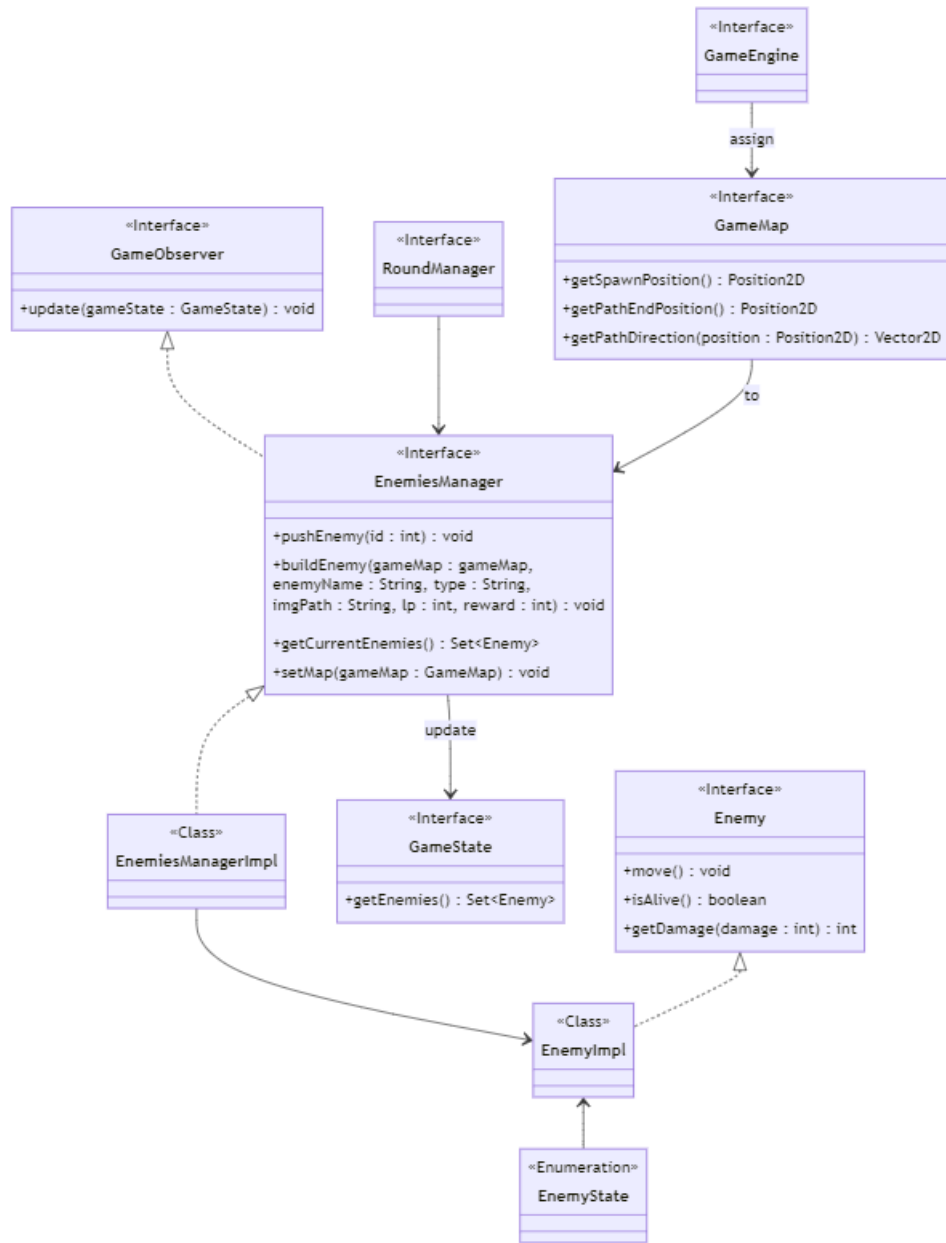 «Interface»
GameEngine
assign
«Interface»
GameMap
+getSpawnPosition() : Position2D
+getPathEndPosition() : Position2D
+getPathDirection(position : Position2D) : Vector2D
«Interface»
GameObserver
+update(gameState : GameState) : void
«Interface»
RoundManager
to
«Interface»
EnemiesManager
+pushEnemy(id : int) : void
+buildEnemy(gameMap : gameMap,
enemyName : String, type : String,
imgPath : String, lp : int, reward : int) : void
+getCurrentEnemies() : Set<Enemy>
+setMap(gameMap : GameMap) : void
update
«Class»
EnemiesManagerImpl
«Interface»
GameState
+getEnemies() : Set<Enemy>
«Interface»
Enemy
+move() : void
+isAlive() : boolean
+getDamage(damage : int) : int
«Class»
EnemyImpl
«Enumeration»
EnemyState